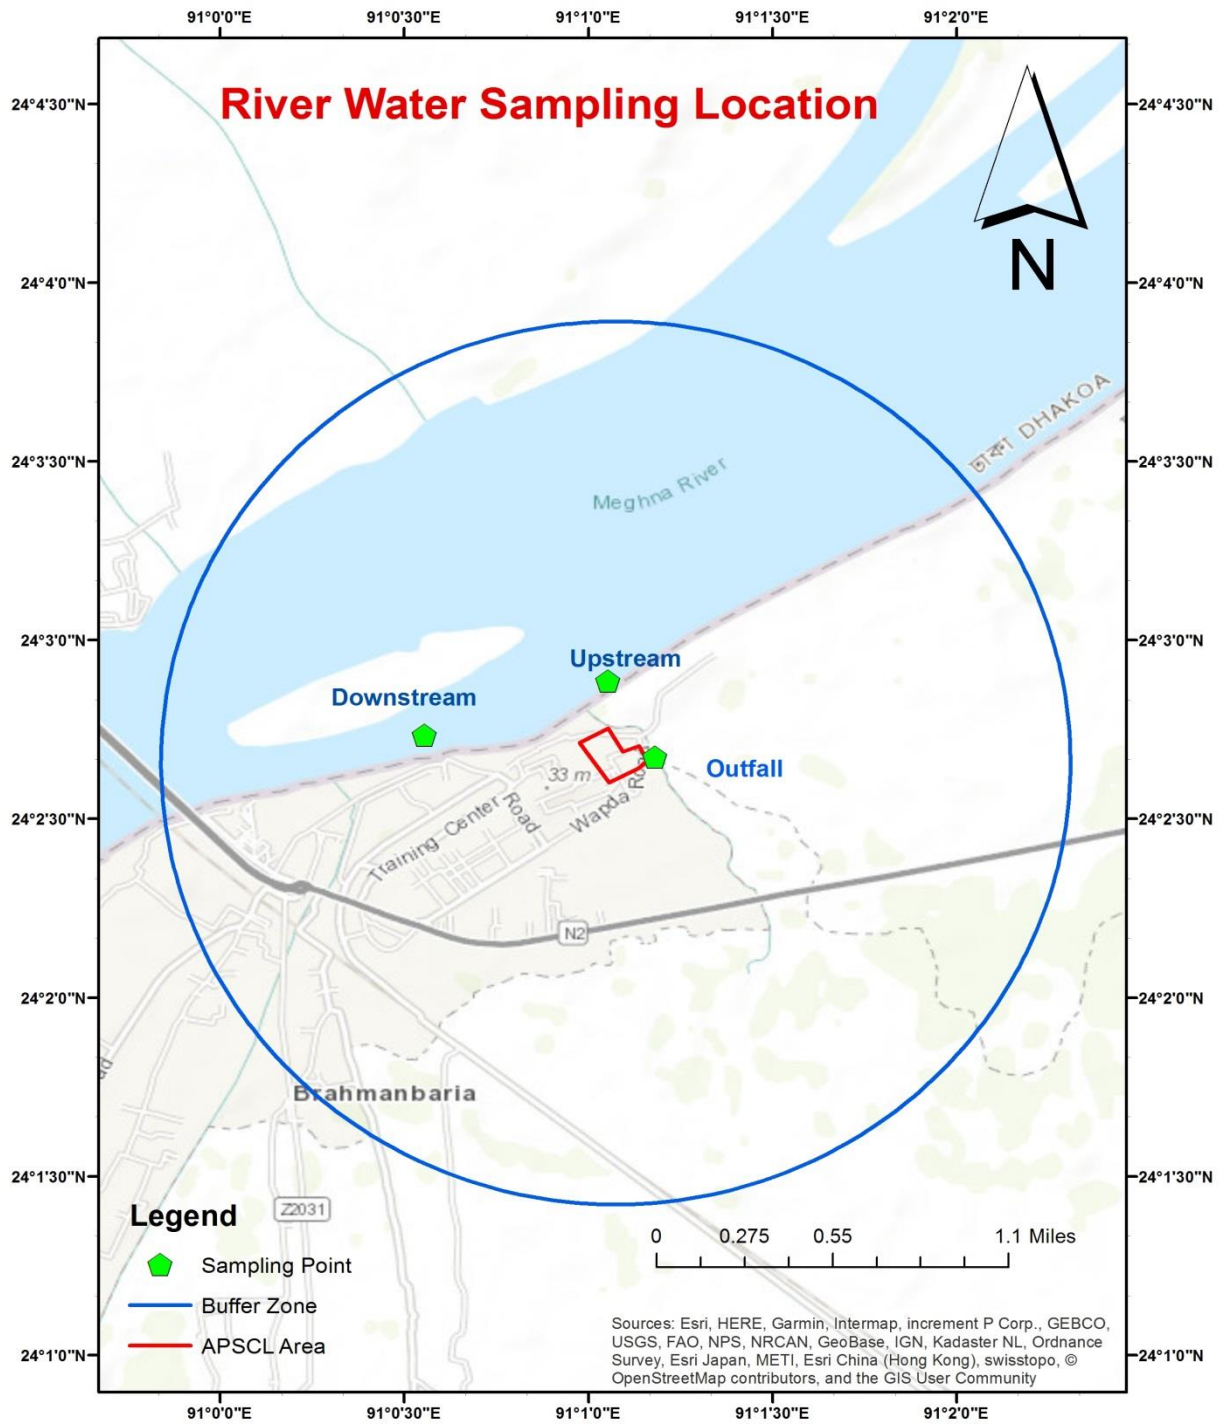 91°0'0"E 91°0'30"E 91°1'0"E 91°1'30"E 91°2'0"E
River Water Sampling Location
N
24°4'30"N 24°4'30"N
24°4'0"N 24°4'0"N
ঢাকা DHAKOA
24°3'30"N 24°3'30"N
Meghna River
24°3'0"N 24°3'0"N
Upstream
Downstream
Outfall
33 m
Road
Training Center Road
Wapda
24°2'30"N 24°2'30"N
N2
24°2'0"N 24°2'0"N
ad
Brahmanbaria
24°1'30"N 24°1'30"N
Z2031
Legend
Sampling Point
Buffer Zone
APSCL Area
0 0.275 0.55 1.1 Miles
Sources: Esri, HERE, Garmin, Intermap, increment P Corp., GEBCO,
USGS, FAO, NPS, NRCAN, GeoBase, IGN, Kadaster NL, Ordnance
Survey, Esri Japan, METI, Esri China (Hong Kong), swisstopo, ©
OpenStreetMap contributors, and the GIS User Community
24°1'0"N 24°1'0"N
91°0'0"E 91°0'30"E 91°1'0"E 91°1'30"E 91°2'0"E